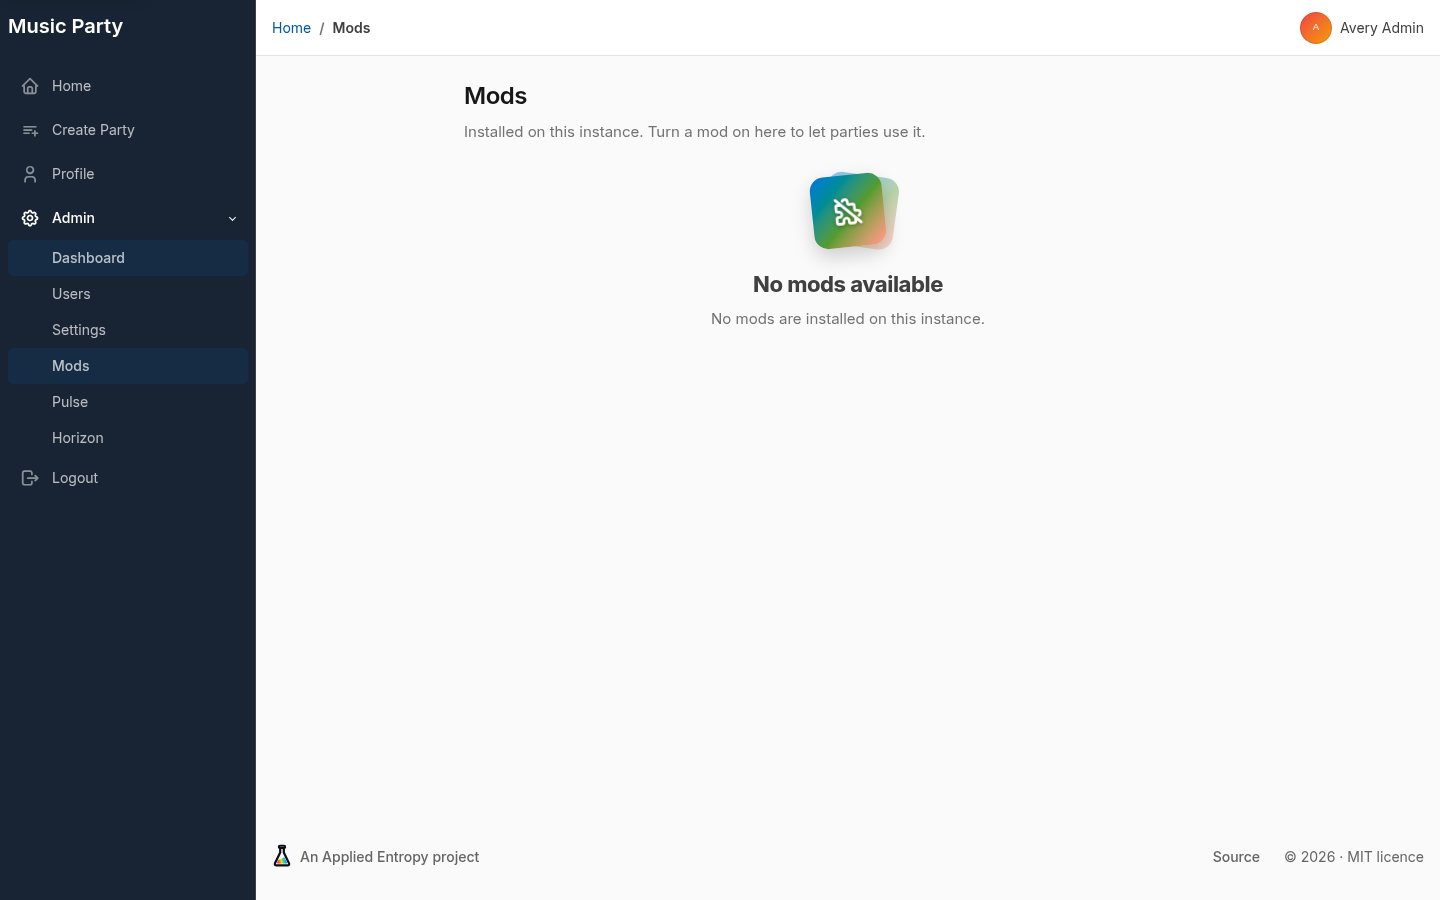 Music Party
Home
Create Party
Profile
Admin
Dashboard
Users
Settings
Mods
Pulse
Horizon
Logout
Home / Mods
A Avery Admin
Mods
Installed on this instance. Turn a mod on here to let parties use it.
No mods available
No mods are installed on this instance.
An Applied Entropy project
Source © 2026 · MIT licence